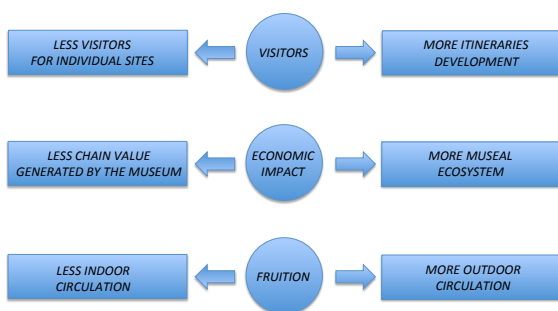 LESS VISITORS
FOR INDIVIDUAL SITES
VISITORS
MORE ITINERARIES
DEVELOPMENT
LESS CHAIN VALUE
GENERATED BY THE MUSEUM
ECONOMIC
IMPACT
MORE MUSEAL
ECOSYSTEM
LESS INDOOR
CIRCULATION
FRUITION
MORE OUTDOOR
CIRCULATION